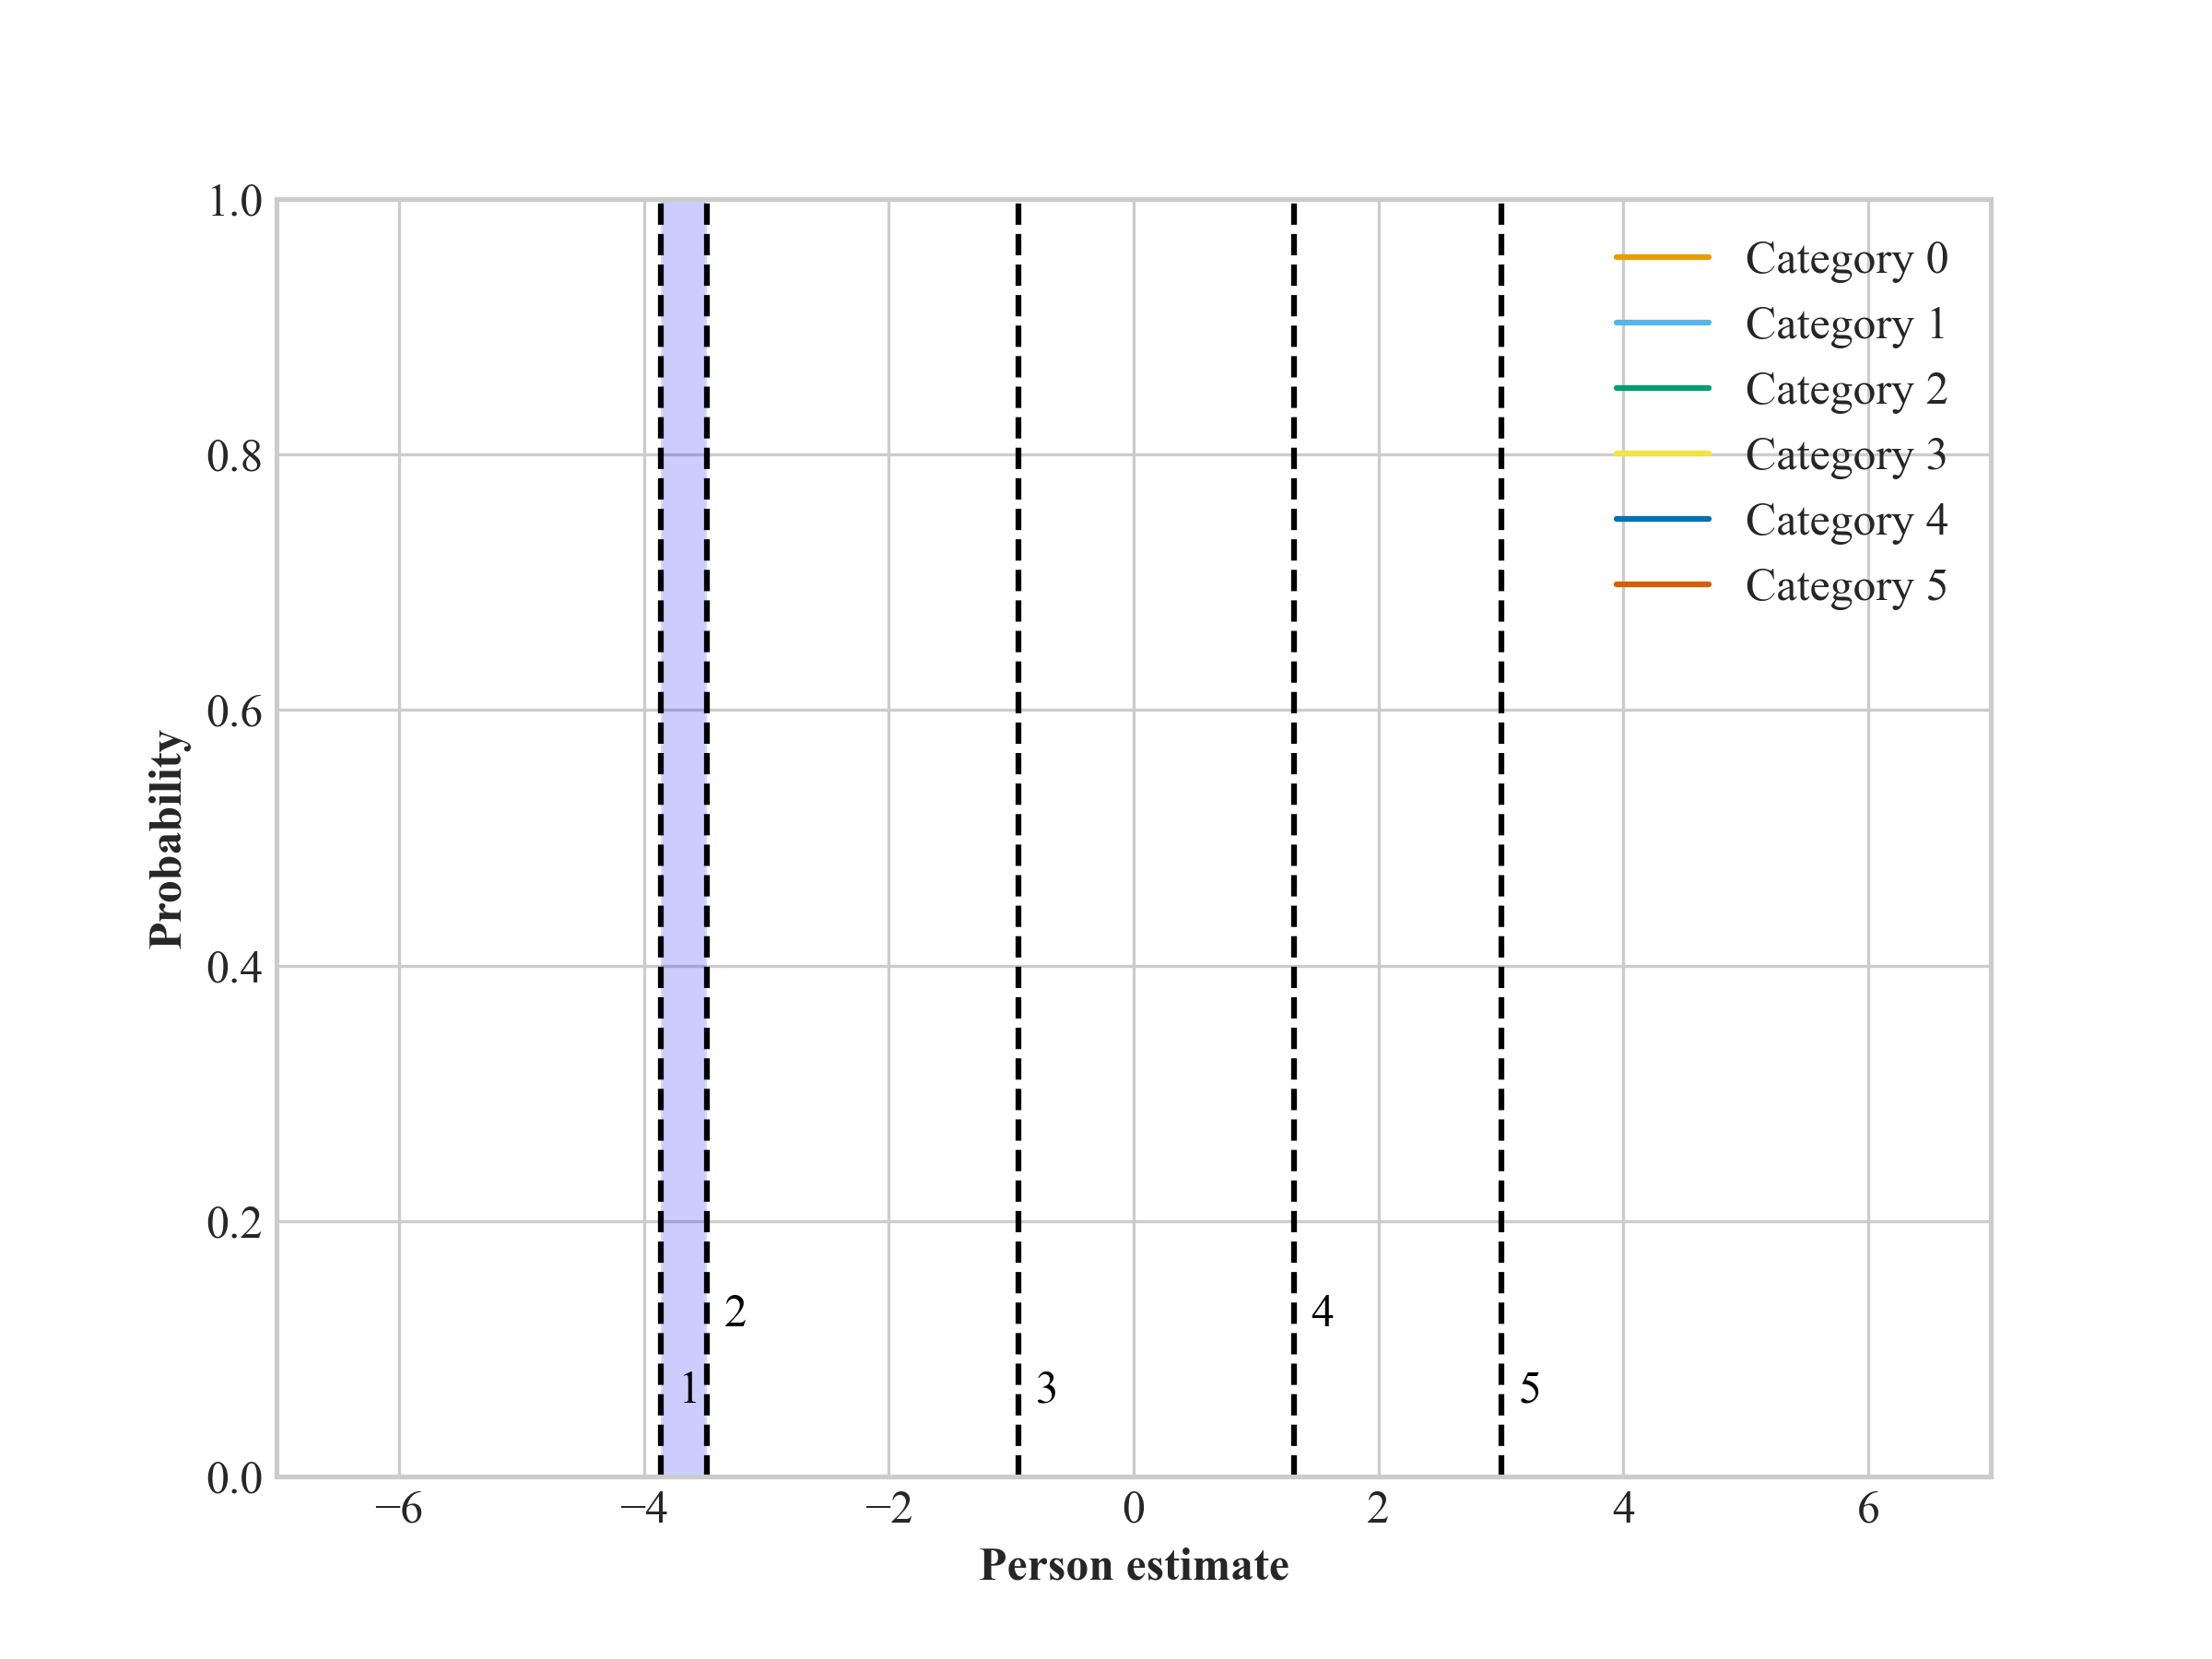 1.0
0.8
0.6
0.4
0.2
0.0
Probability
Category 0
Category 1
Category 2
Category 3
Category 4
Category 5
2
4
1
3
5
−6
−4
−2
0
2
4
6
Person estimate